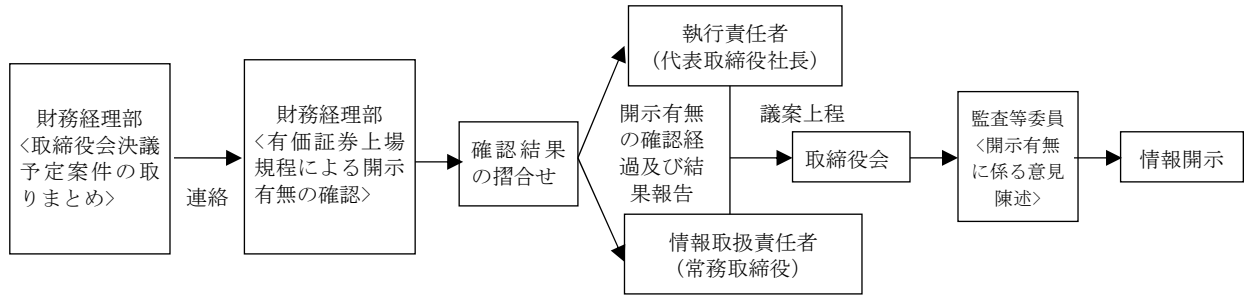 財務経理部
<取締役会決議
予定案件の取
りまとめ>
連絡
財務経理部
<有価証券上場
規程による開示
有無の確認>
確認結果
の摺合せ
執行責任者
（代表取締役社長）
開示有無
の確認経
過及び結
果報告
情報取扱責任者
（常務取締役）
議案上程
取締役会
監査等委員
<開示有無
に係る意見
陳述>
情報開示